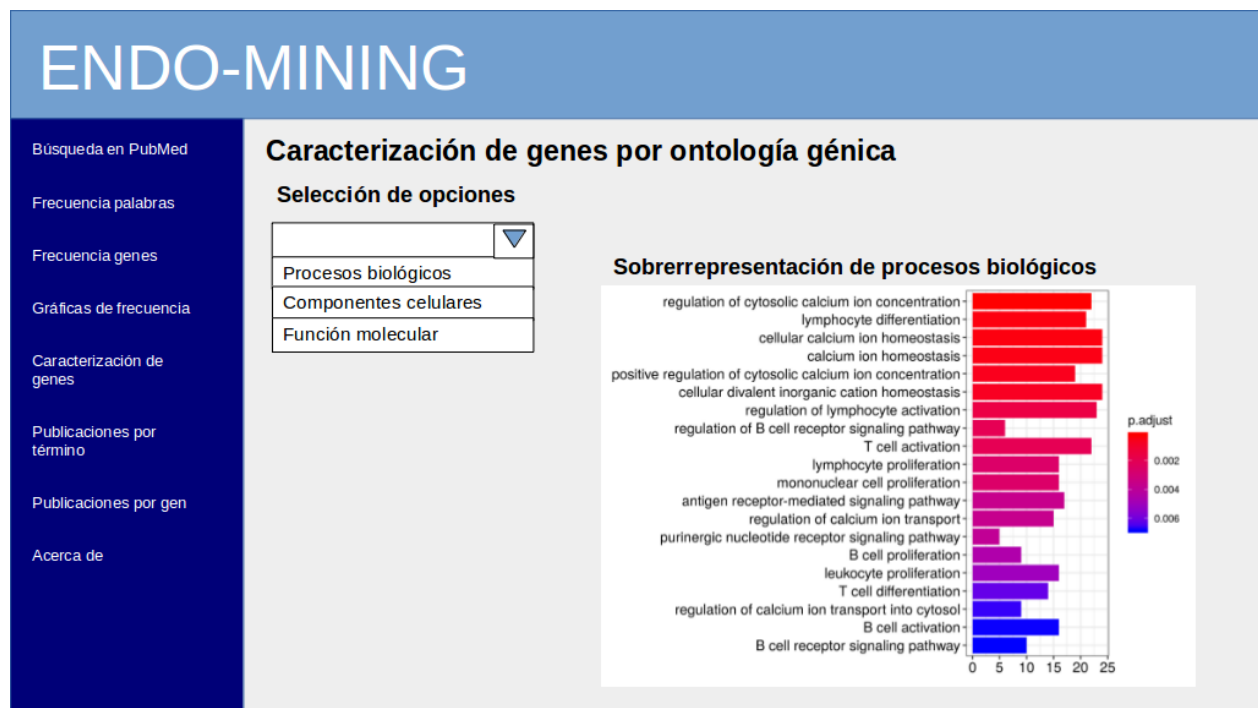 ENDO-MINING
Búsqueda en PubMed
Frecuencia palabras
Frecuencia genes
Gráficas de frecuencia
Caracterización de
genes
Publicaciones por
término
Publicaciones por gen
Acerca de
Caracterización de genes por ontología génica
Selección de opciones
Procesos biológicos
Componentes celulares
Función molecular
Sobrerrepresentación de procesos biológicos
regulation of cytosolic calcium ion concentration
lymphocyte differentiation
cellular calcium ion homeostasis
calcium ion homeostasis
positive regulation of cytosolic calcium ion concentration
cellular divalent inorganic cation homeostasis
regulation of lymphocyte activation
regulation of B cell receptor signaling pathway
T cell activation
lymphocyte proliferation
mononuclear cell proliferation
antigen receptor-mediated signaling pathway
regulation of calcium ion transport
purinergic nucleotide receptor signaling pathway
B cell proliferation
leukocyte proliferation
T cell differentiation
regulation of calcium ion transport into cytosol
B cell activation
B cell receptor signaling pathway
0 5 10 15 20 25
p.adjust
0.002
0.004
0.006